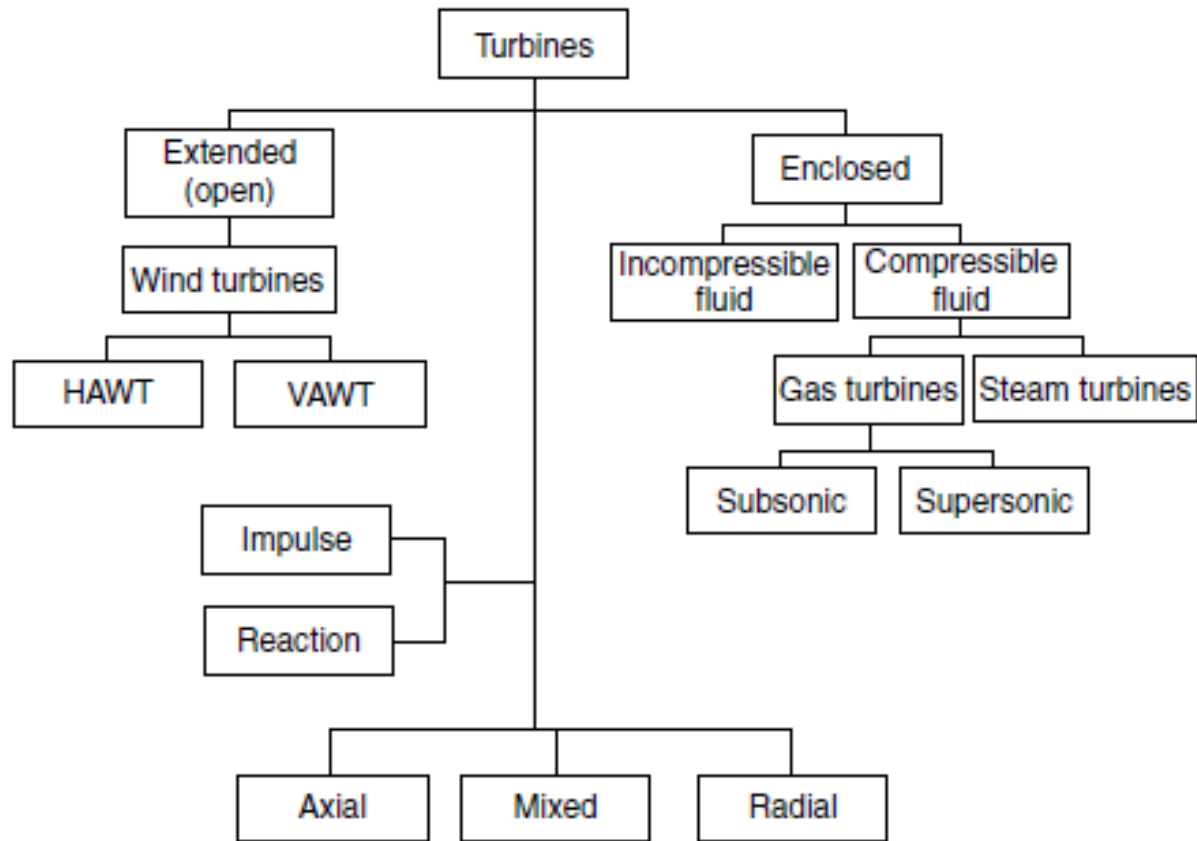 Turbines
Extended
(open)
Enclosed
Wind turbines
Incompressible
fluid
Compressible
fluid
HAWT
VAWT
Gas turbines
Steam turbines
Subsonic
Supersonic
Impulse
Reaction
Axial
Mixed
Radial